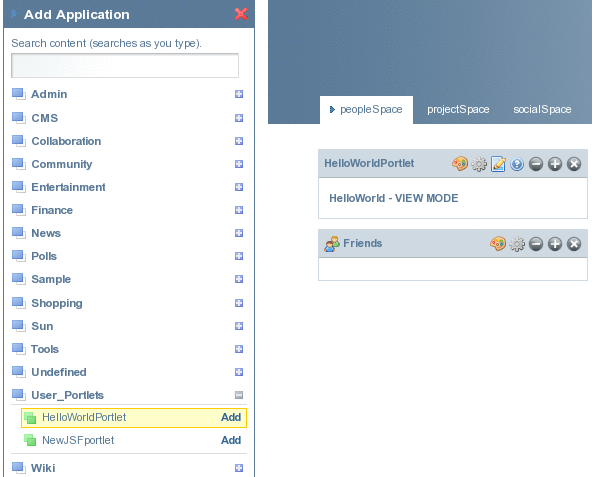 Add Application
Search content (searches as you type).
Admin
CMS
Collaboration
Community
Entertainment
Finance
News
Polls
Sample
Shopping
Sun
Tools
Undefined
User_Portlets
HelloWorldPortlet Add
NewJSFportlet Add
Wiki
peopleSpace projectSpace socialSpace
HelloWorldPortlet
HelloWorld - VIEW MODE
Friends